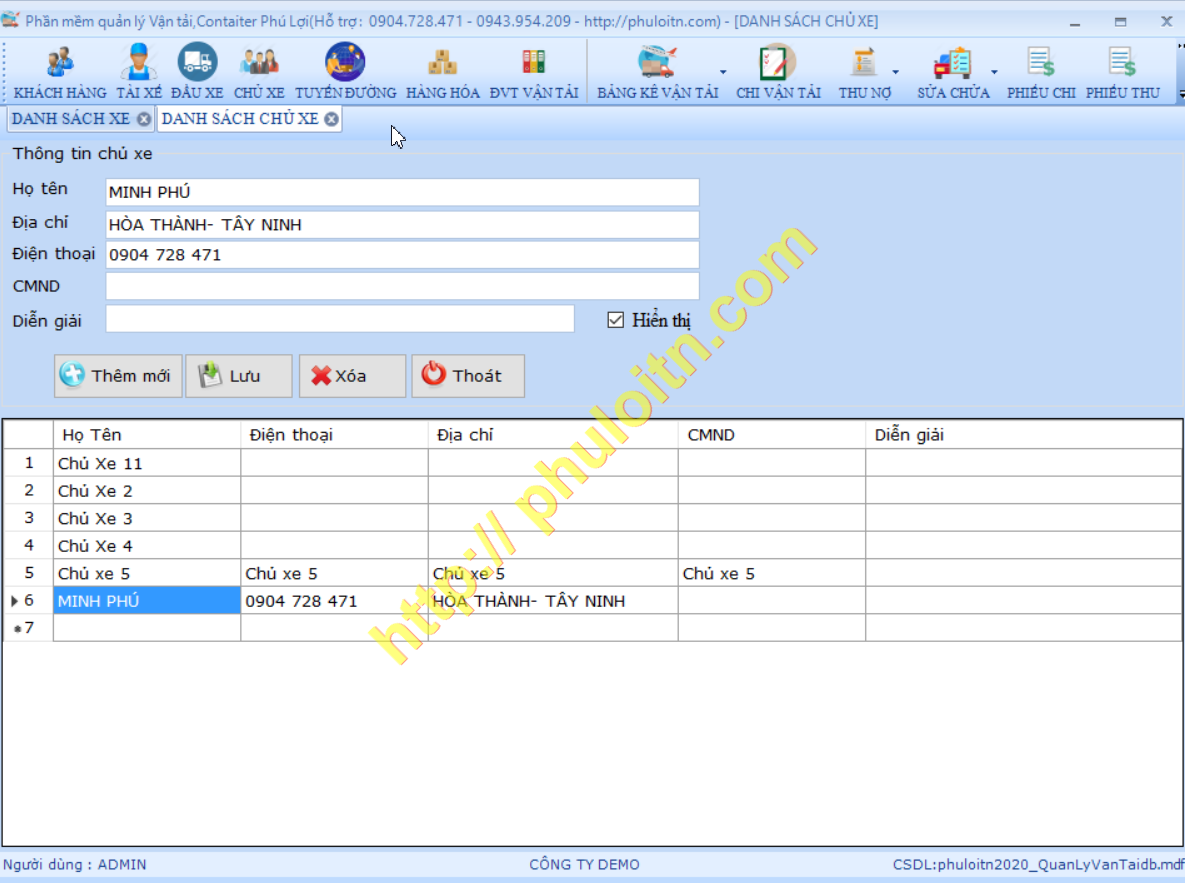 Phần mềm quản lý Vận tải,Contaiter Phú Lợi(Hỗ trợ: 0904.728.471 - 0943.954.209 - http://phuloitn.com) - [DANH SÁCH CHỦ XE]
KHÁCH HÀNG TÀI XẾ ĐẦU XE CHỦ XE TUYẾN ĐƯỜNG HÀNG HÓA ĐVT VẬN TẢI BẢNG KÊ VẬN TẢI CHI VẬN TẢI THU NỢ SỬA CHỮA PHIẾU CHI PHIẾU THU
DANH SÁCH XE DANH SÁCH CHỦ XE
Thông tin chủ xe
Họ tên MINH PHÚ
Địa chỉ HÒA THÀNH- TÂY NINH
Điện thoại 0904 728 471
CMND
Diễn giải Hiển thị
Thêm mới Lưu Xóa Thoát
Họ Tên Điện thoại Địa chỉ CMND Diễn giải
1 Chủ Xe 11
2 Chủ Xe 2
3 Chủ Xe 3
4 Chủ Xe 4
5 Chủ xe 5 Chủ xe 5 Chủ xe 5 Chủ xe 5
6 MINH PHÚ 0904 728 471 HÒA THÀNH- TÂY NINH
7
http:// phuloitn.com
Người dùng : ADMIN CÔNG TY DEMO CSDL:phuloitn2020_QuanLyVanTaidb.mdf